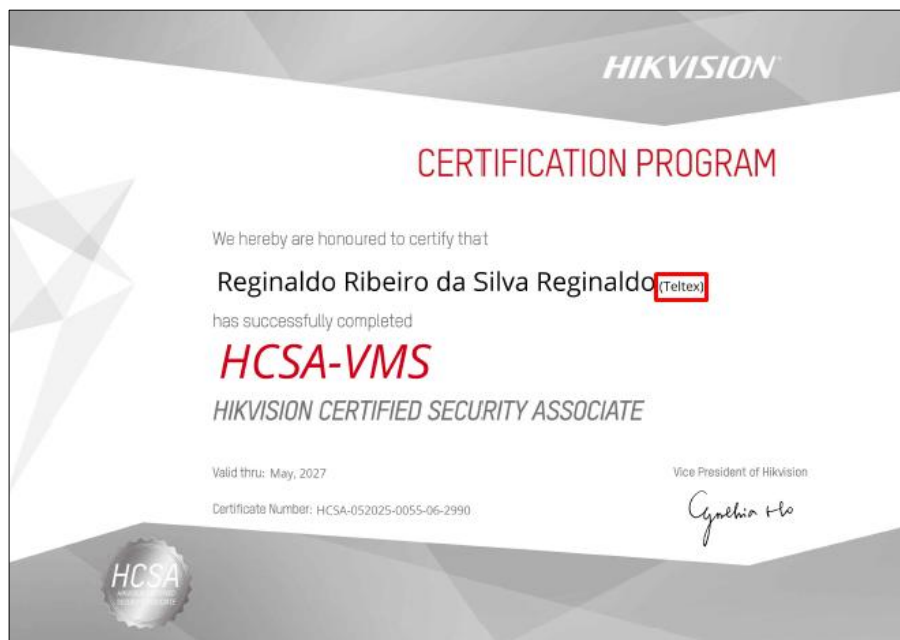 HIKVISION
CERTIFICATION PROGRAM
We hereby are honoured to certify that
Reginaldo Ribeiro da Silva Reginaldo (Teltex)
has successfully completed
HCSA-VMS
HIKVISION CERTIFIED SECURITY ASSOCIATE
Valid thru: May, 2027
Vice President of Hikvision
Certificate Number: HCSA-052025-0055-06-2990
Cynthia Ho
HCSA